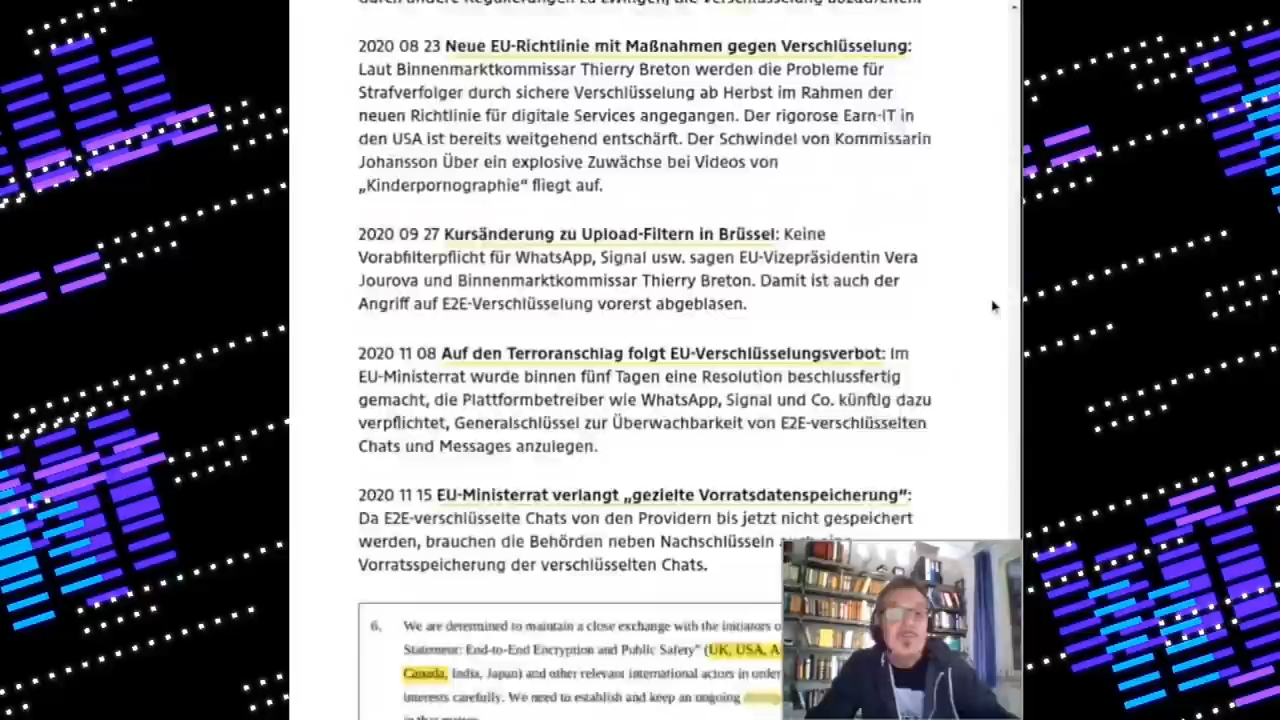 2020 08 23 Neue EU-Richtlinie mit Maßnahmen gegen Verschlüsselung:
Laut Binnenmarktkommissar Thierry Breton werden die Probleme für
Strafverfolger durch sichere Verschlüsselung ab Herbst im Rahmen der
neuen Richtlinie für digitale Services angegangen. Der rigorose Earn-IT in
den USA ist bereits weitgehend entschärft. Der Schwindel von Kommissarin
Johansson Über ein explosive Zuwächse bei Videos von
„Kinderpornographie“ fliegt auf.
2020 09 27 Kursänderung zu Upload-Filtern in Brüssel: Keine
Vorabfilterpflicht für WhatsApp, Signal usw. sagen EU-Vizepräsidentin Vera
Jourova und Binnenmarktkommissar Thierry Breton. Damit ist auch der
Angriff auf E2E-Verschlüsselung vorerst abgeblasen.
2020 11 08 Auf den Terroranschlag folgt EU-Verschlüsselungsverbot: Im
EU-Ministerrat wurde binnen fünf Tagen eine Resolution beschlussfertig
gemacht, die Plattformbetreiber wie WhatsApp, Signal und Co. künftig dazu
verpflichtet, Generalschlüssel zur Überwachbarkeit von E2E-verschlüsselten
Chats und Messages anzulegen.
2020 11 15 EU-Ministerrat verlangt „gezielte Vorratsdatenspeicherung“:
Da E2E-verschlüsselte Chats von den Providern bis jetzt nicht gespeichert
werden, brauchen die Behörden neben Nachschlüsseln
Vorratsspeicherung der verschlüsselten Chats.
6. We are determined to maintain a close exchange with the initiators o
Statement: End-to-End Encryption and Public Safety" (UK, USA, A
Canada, India, Japan) and other relevant international actors in order
interests carefully. We need to establish and keep an ongoing